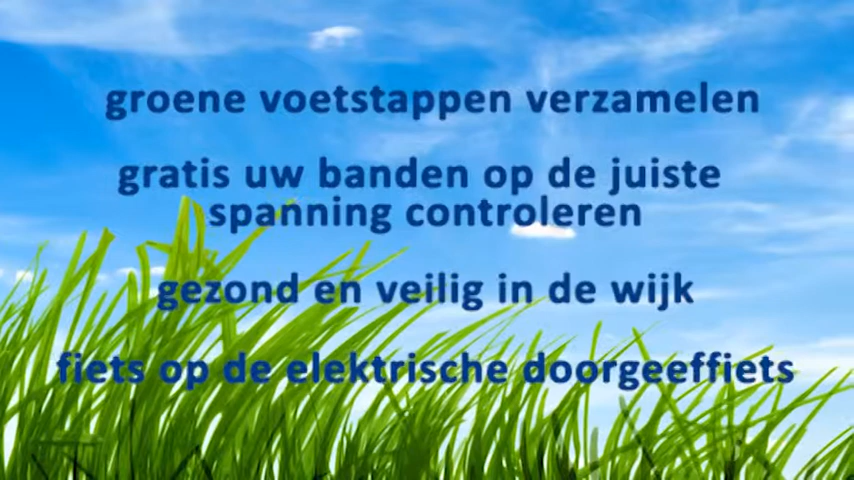 groene voetstappen verzamelen
gratis uw banden op de juiste
spanning controleren
gezond en veilig in de wijk
fiets op de elektrische doorgeeffiets